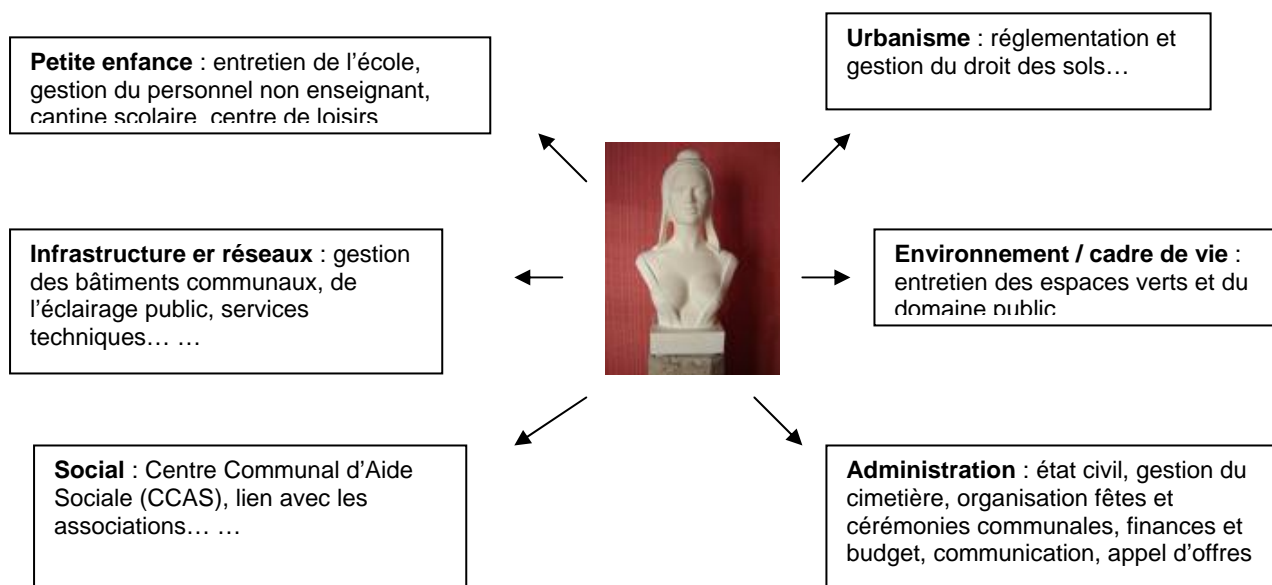 Petite enfance : entretien de l’école,
gestion du personnel non enseignant,
cantine scolaire, centre de loisirs
Urbanisme : réglementation et
gestion du droit des sols…
Infrastructure er réseaux : gestion
des bâtiments communaux, de
l’éclairage public, services
techniques… …
Environnement / cadre de vie :
entretien des espaces verts et du
domaine public
Social : Centre Communal d’Aide
Sociale (CCAS), lien avec les
associations… …
Administration : état civil, gestion du
cimetière, organisation fêtes et
cérémonies communales, finances et
budget, communication, appel d’offres